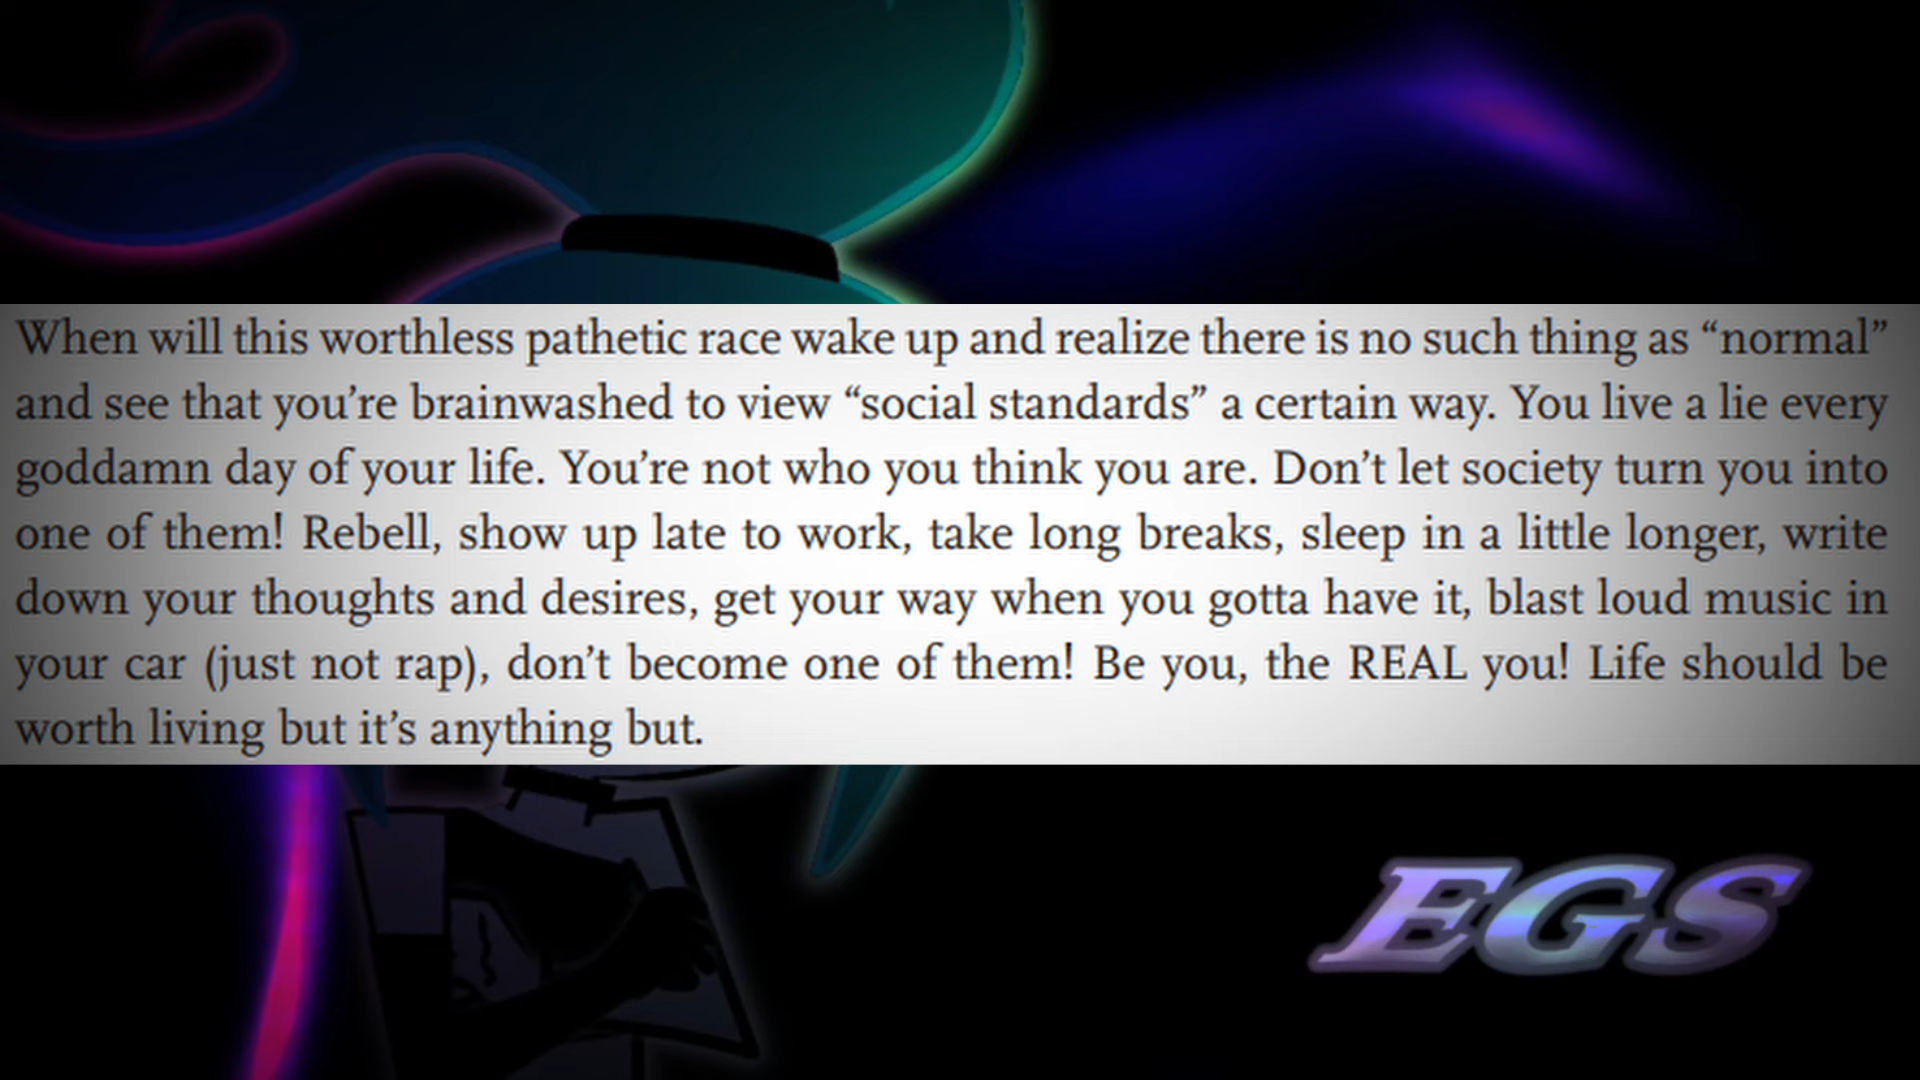 When will this worthless pathetic race wake up and realize there is no such thing as “normal”
and see that you’re brainwashed to view “social standards” a certain way. You live a lie every
goddamn day of your life. You’re not who you think you are. Don’t let society turn you into
one of them! Rebell, show up late to work, take long breaks, sleep in a little longer, write
down your thoughts and desires, get your way when you gotta have it, blast loud music in
your car (just not rap), don’t become one of them! Be you, the REAL you! Life should be
worth living but it’s anything but.
EGS